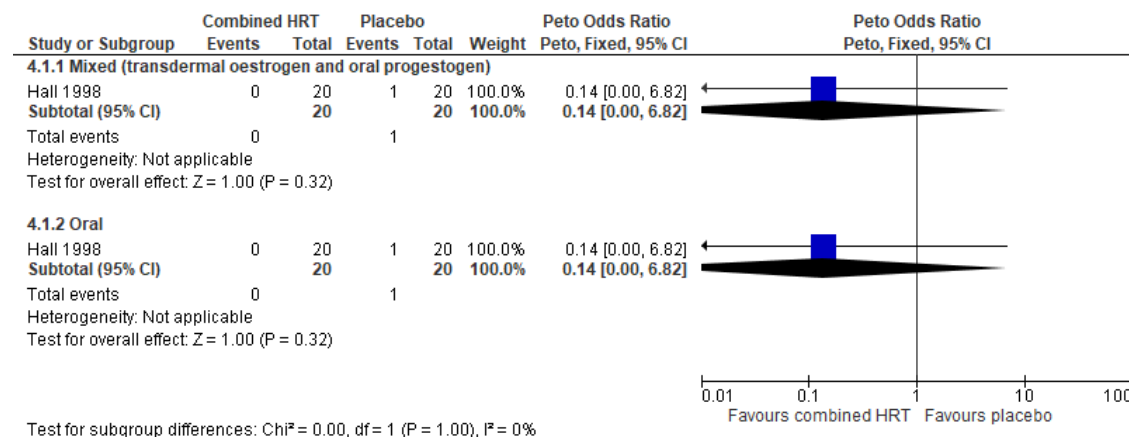 Combined HRT Placebo Peto Odds Ratio Peto Odds Ratio
Study or Subgroup Events Total Events Total Weight Peto, Fixed, 95% CI Peto, Fixed, 95% CI
4.1.1 Mixed (transdermal oestrogen and oral progestogen)
Hall 1998 0 20 1 20 100.0% 0.14 [0.00, 6.82]
Subtotal (95% CI) 20 20 100.0% 0.14 [0.00, 6.82]
Total events 0 1
Heterogeneity: Not applicable
Test for overall effect: Z = 1.00 (P = 0.32)
4.1.2 Oral
Hall 1998 0 20 1 20 100.0% 0.14 [0.00, 6.82]
Subtotal (95% CI) 20 20 100.0% 0.14 [0.00, 6.82]
Total events 0 1
Heterogeneity: Not applicable
Test for overall effect: Z = 1.00 (P = 0.32)
0.01 0.1 1 10 100
Favours combined HRT Favours placebo
Test for subgroup differences: Chi² = 0.00, df = 1 (P = 1.00), I² = 0%